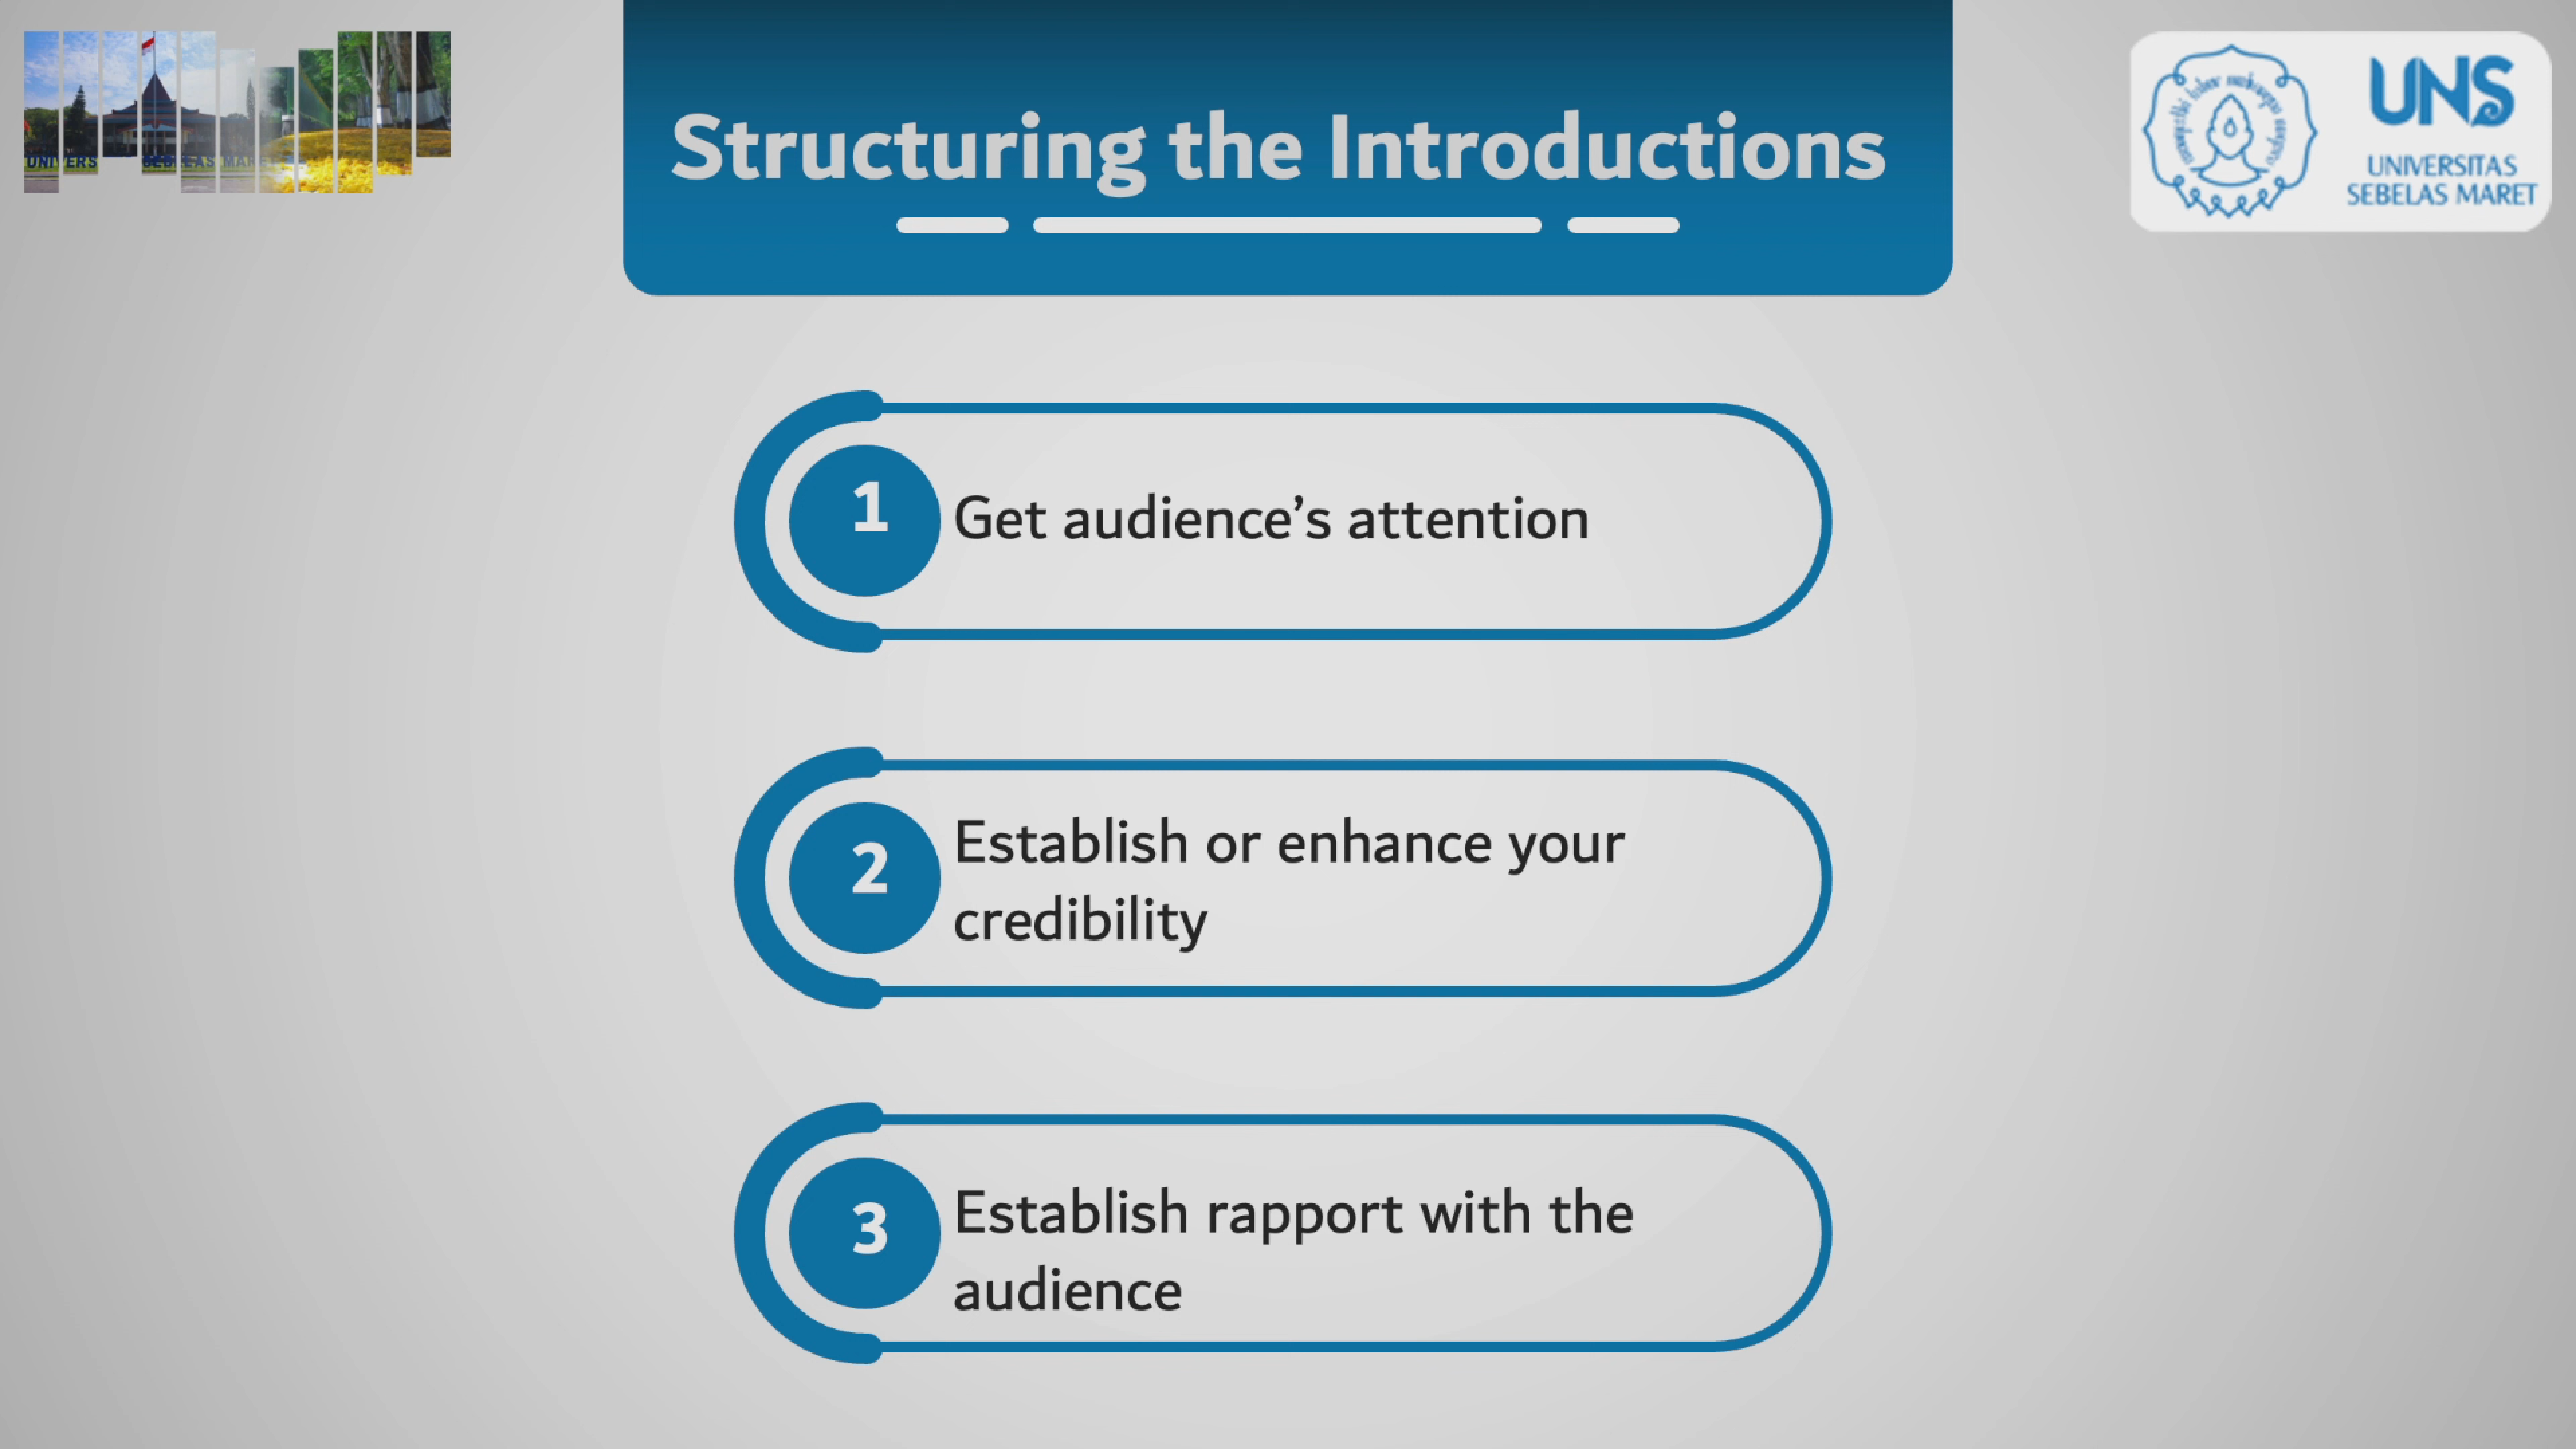 Structuring the Introductions
UNS
UNIVERSITAS
SEBELAS MARET
1
Get audience’s attention
2
Establish or enhance your
credibility
3
Establish rapport with the
audience